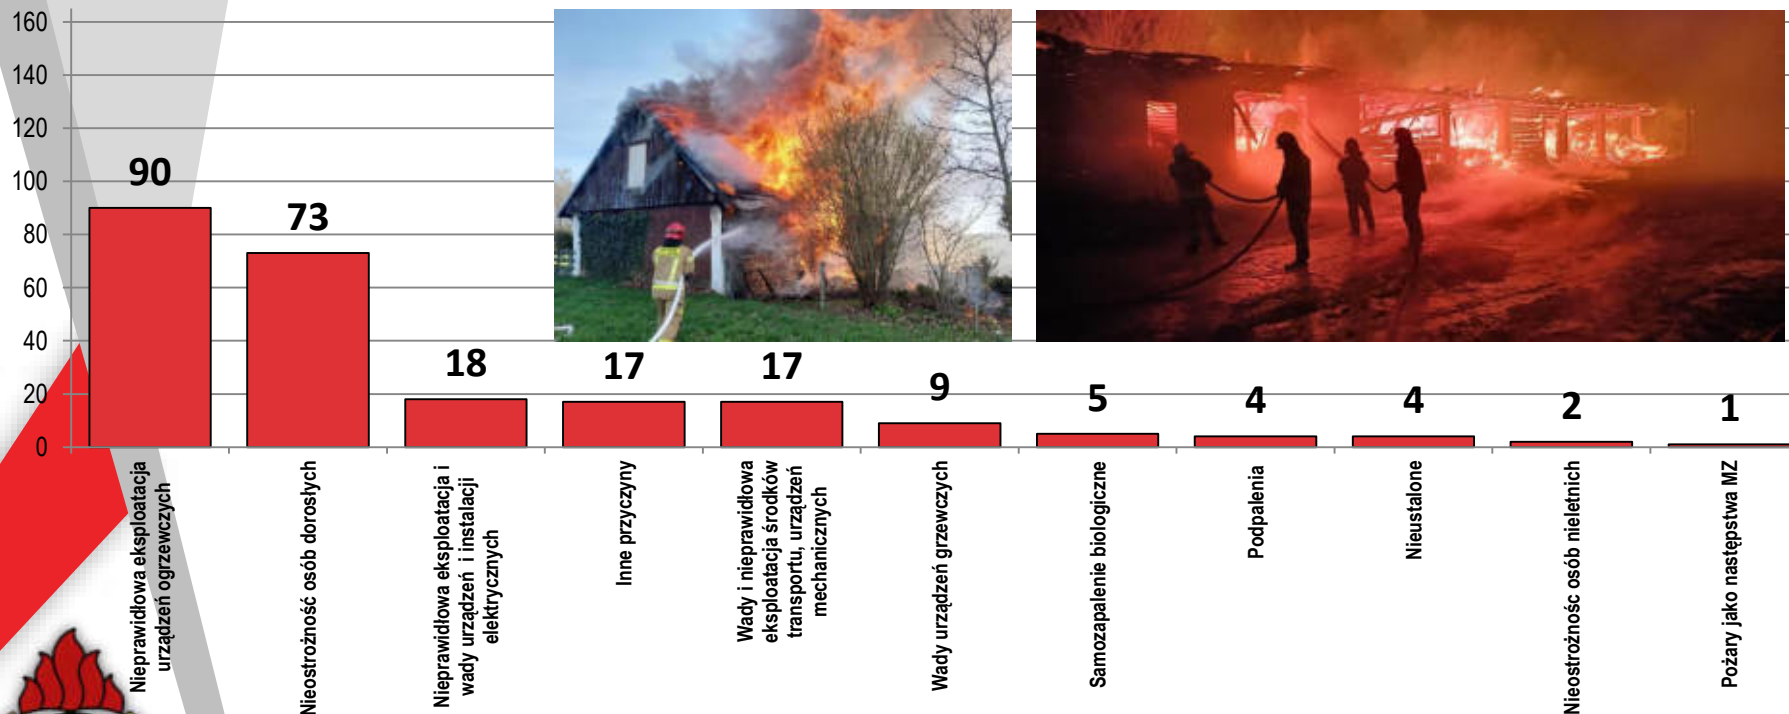 160
140
120
100
80
60
40
20
0
90
73
18
17
17
9
5
4
4
2
1
Nieprawidłowa eksploatacja
urządzeń ogrzewczych
Nieostrożność osób dorosłych
Nieprawidłowa eksploatacja i
wady urządzeń i instalacji
elektrycznych
Inne przyczyny
Wady i nieprawidłowa
eksploatacja środków
transportu, urządzeń
mechanicznych
Wady urządzeń grzewczych
Samozapalenie biologiczne
Podpalenia
Nieustalone
Nieostrożnośc osób nieletnich
Pożary jako następstwa MZ